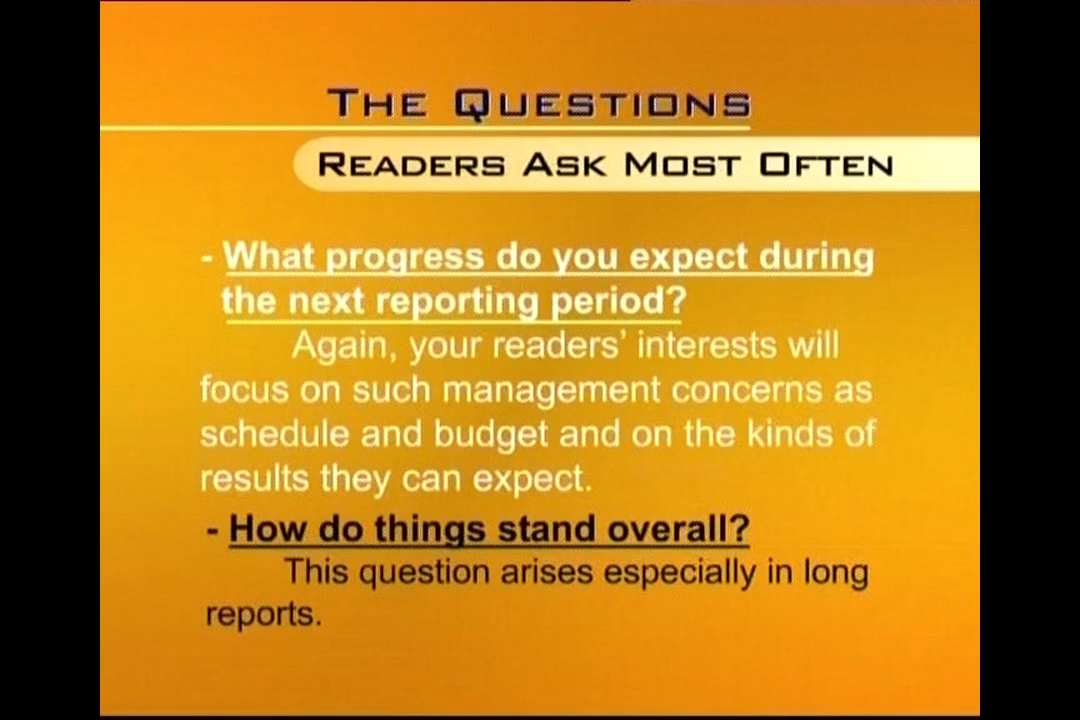 The Questions
Readers Ask Most Often
- What progress do you expect during
the next reporting period?
Again, your readers’ interests will
focus on such management concerns as
schedule and budget and on the kinds of
results they can expect.
- How do things stand overall?
This question arises especially in long
reports.